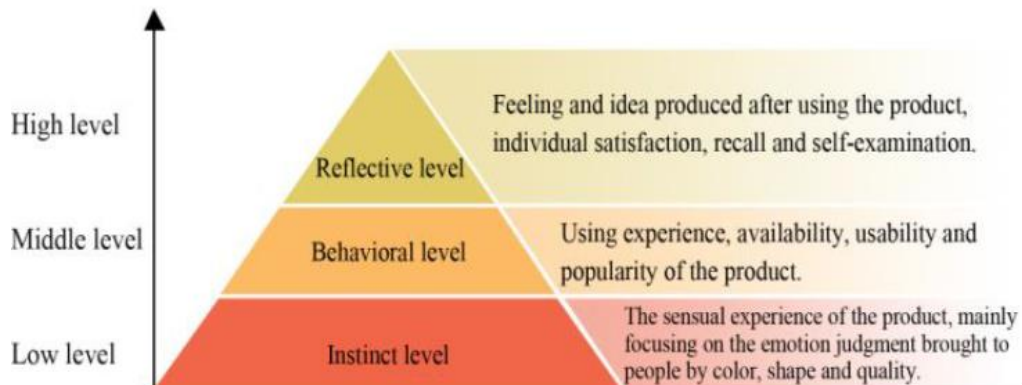 High level
Feeling and idea produced after using the product,
individual satisfaction, recall and self-examination.
Reflective level
Middle level
Behavioral level
Using experience, availability, usability and
popularity of the product.
Low level
Instinct level
The sensual experience of the product, mainly
focusing on the emotion judgment brought to
people by color, shape and quality.